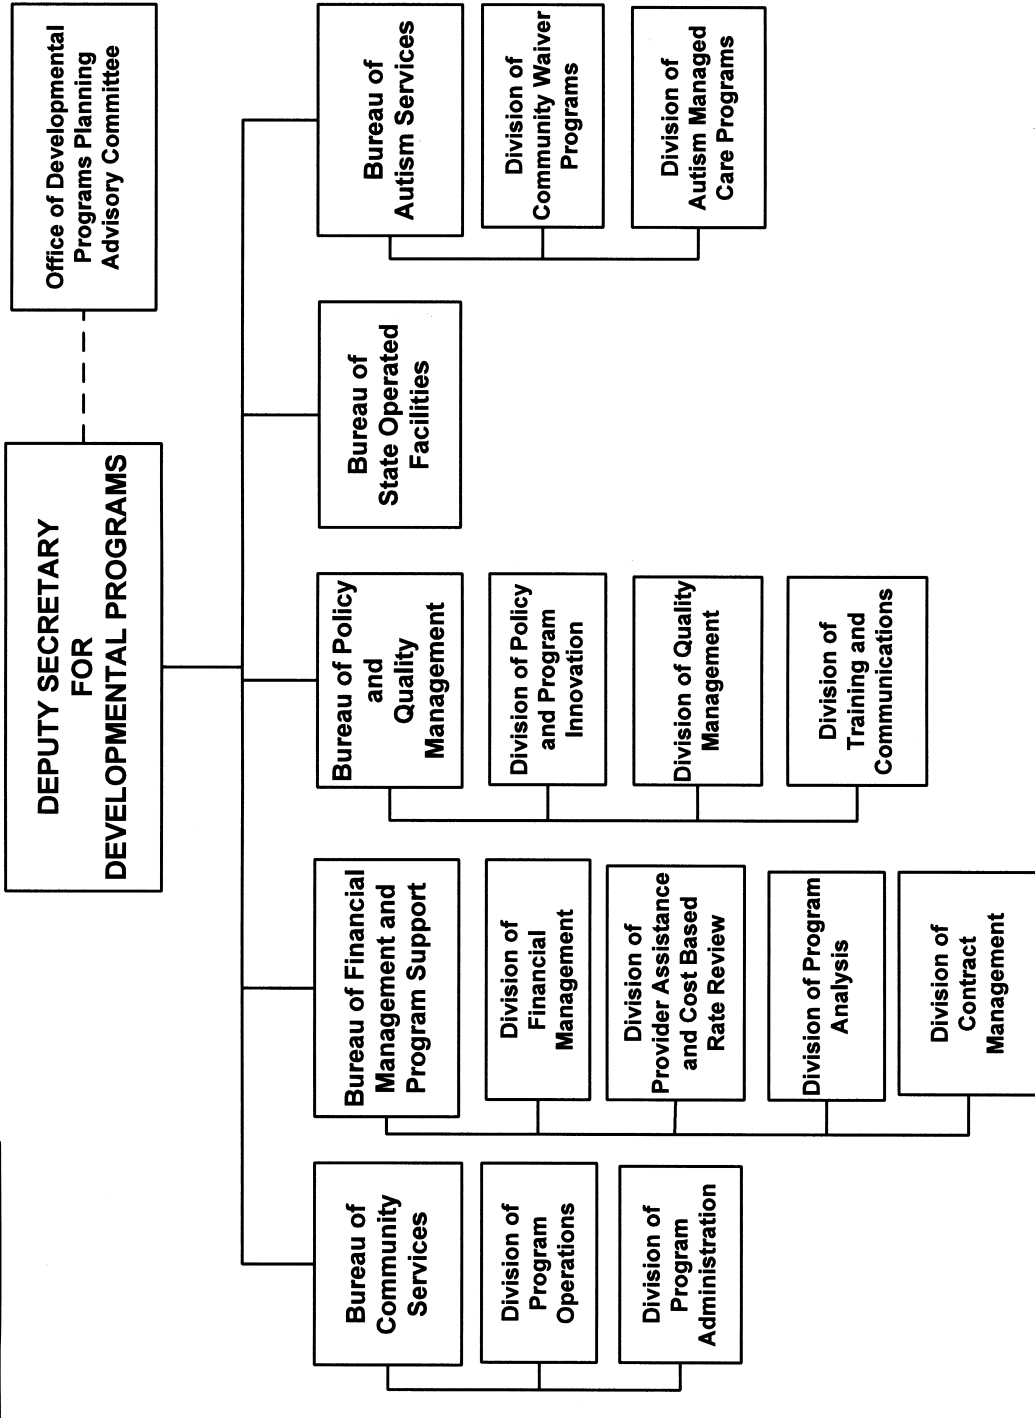 DEPUTY SECRETARY
FOR
DEVELOPMENTAL PROGRAMS
Office of Developmental
Programs Planning
Advisory Committee
Bureau of
Community
Services
Division of
Program
Operations
Division of
Program
Administration
Bureau of Financial
Management and
Program Support
Division of
Financial
Management
Division of
Provider Assistance
and Cost Based
Rate Review
Division of Program
Analysis
Division of
Contract
Management
Bureau of Policy
and
Quality
Management
Division of Policy
and Program
Innovation
Division of Quality
Management
Division of
Training and
Communications
Bureau of
State Operated
Facilities
Bureau of
Autism Services
Division of
Community Waiver
Programs
Division of
Autism Managed
Care Programs